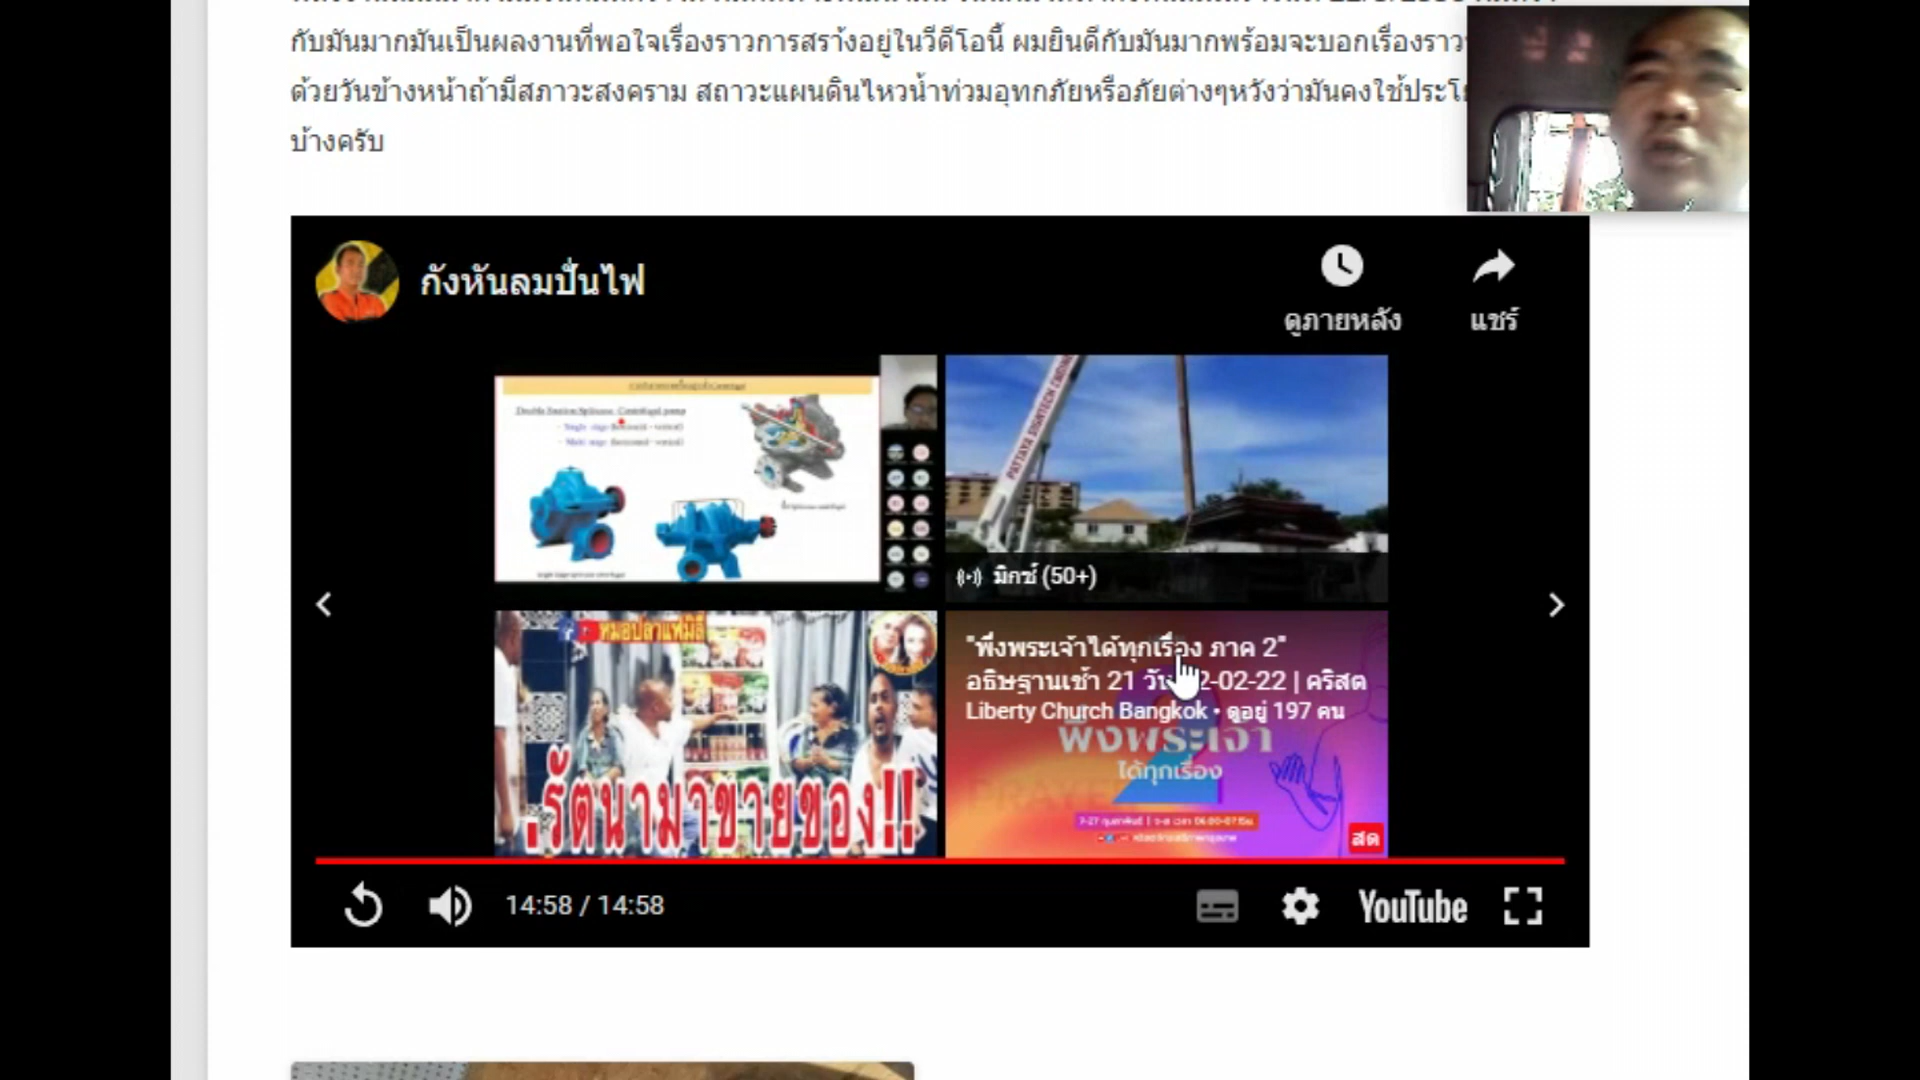 กับมันมากมันเป็นผลงานที่พอใจเรื่องราวการสร้างอยู่ในวีดีโอนี้ ผมยินดีกับมันมากพร้อมจะบอกเรื่องราว
ด้วยวันข้างหน้าถ้ามีสภาวะสงคราม สถาวะแผนดินไหวน้ำท่วมอุทกภัยหรือภัยต่างๆหวังว่ามันคงใช้ประโย
บ้างครับ
กังหันลมปั่นไฟ
ดูภายหลัง
แชร์
Double Suction Splitcase, Centrifugal pump
PATTAYA SIGNTECH ENGINE
มิกซ์ (50+)
หมอปลาแฟมิลี่
รัตนามาขายของ!!
"พึ่งพระเจ้าได้ทุกเรื่อง ภาค 2"
อธิษฐานเช้า 21 วัน 2-02-22 | คริสต
Liberty Church Bangkok • ดูอยู่ 197 คน
พึ่งพระเจ้า
ได้ทุกเรื่อง
PRAYE
สด
14:58 / 14:58
YouTube